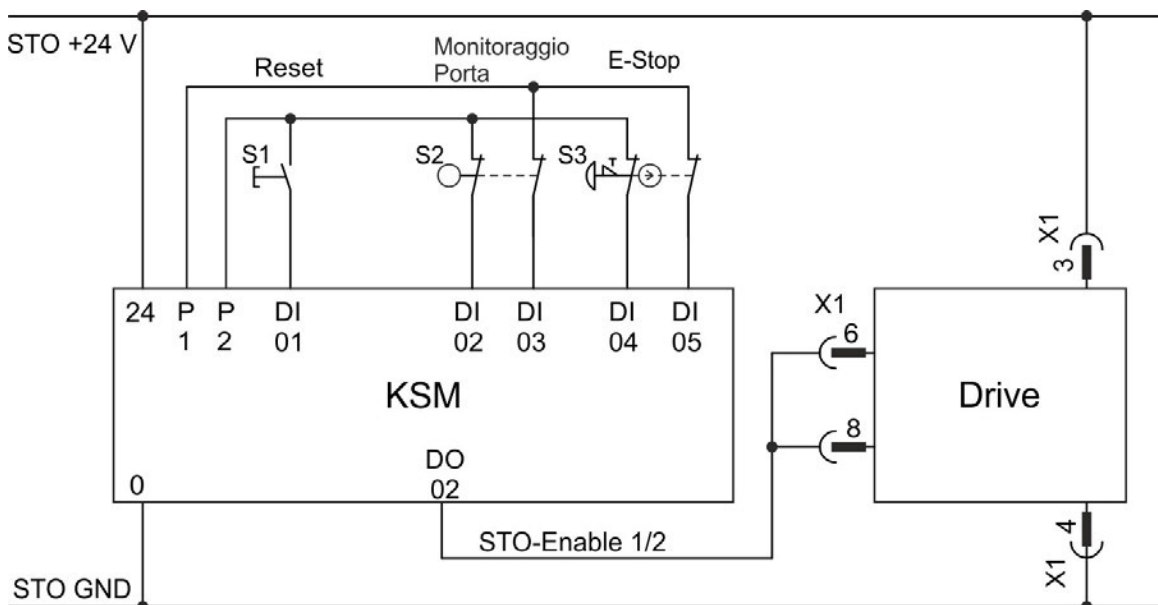 STO +24 V
Reset
Monitoraggio
Porta
E-Stop
S1
S2
S3
X1
3
24 P P DI DI DI DI DI
1 2 01 02 03 04 05
X1
6
KSM
Drive
8
DO
02
0
4
STO-Enable 1/2
X1
STO GND